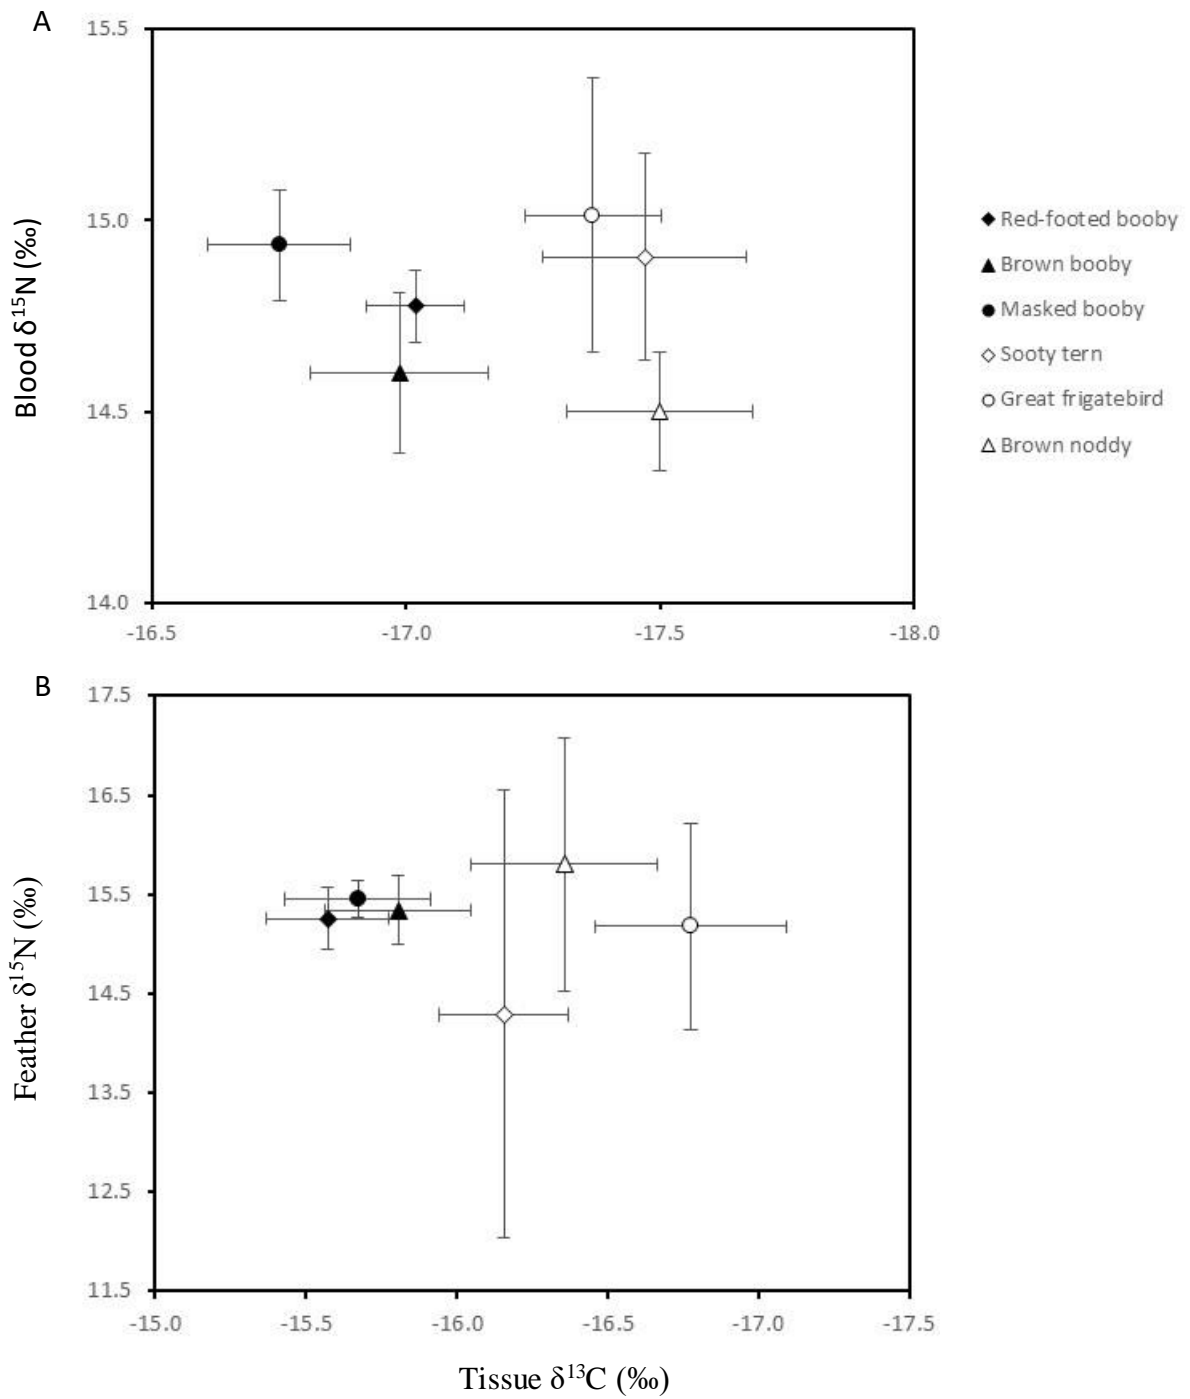 A
15.5
15.0
14.5
14.0
Blood δ¹⁵N (‰)
-16.5 -17.0 -17.5 -18.0
Red-footed booby
Brown booby
Masked booby
Sooty tern
Great frigatebird
Brown noddy
B
17.5
16.5
15.5
14.5
13.5
12.5
11.5
Feather δ¹⁵N (‰)
-15.0 -15.5 -16.0 -16.5 -17.0 -17.5
Tissue δ¹³C (‰)